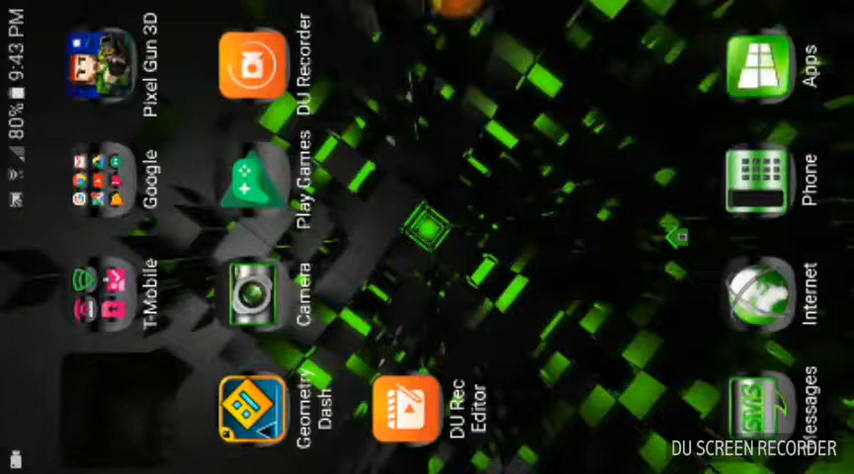 80% 9:43 PM
T-Mobile
Google
Pixel Gun 3D
Geometry
Dash
Camera
Play Games
DU Recorder
DU Rec
Editor
SMS
Messages
Internet
Phone
Apps
DU SCREEN RECORDER